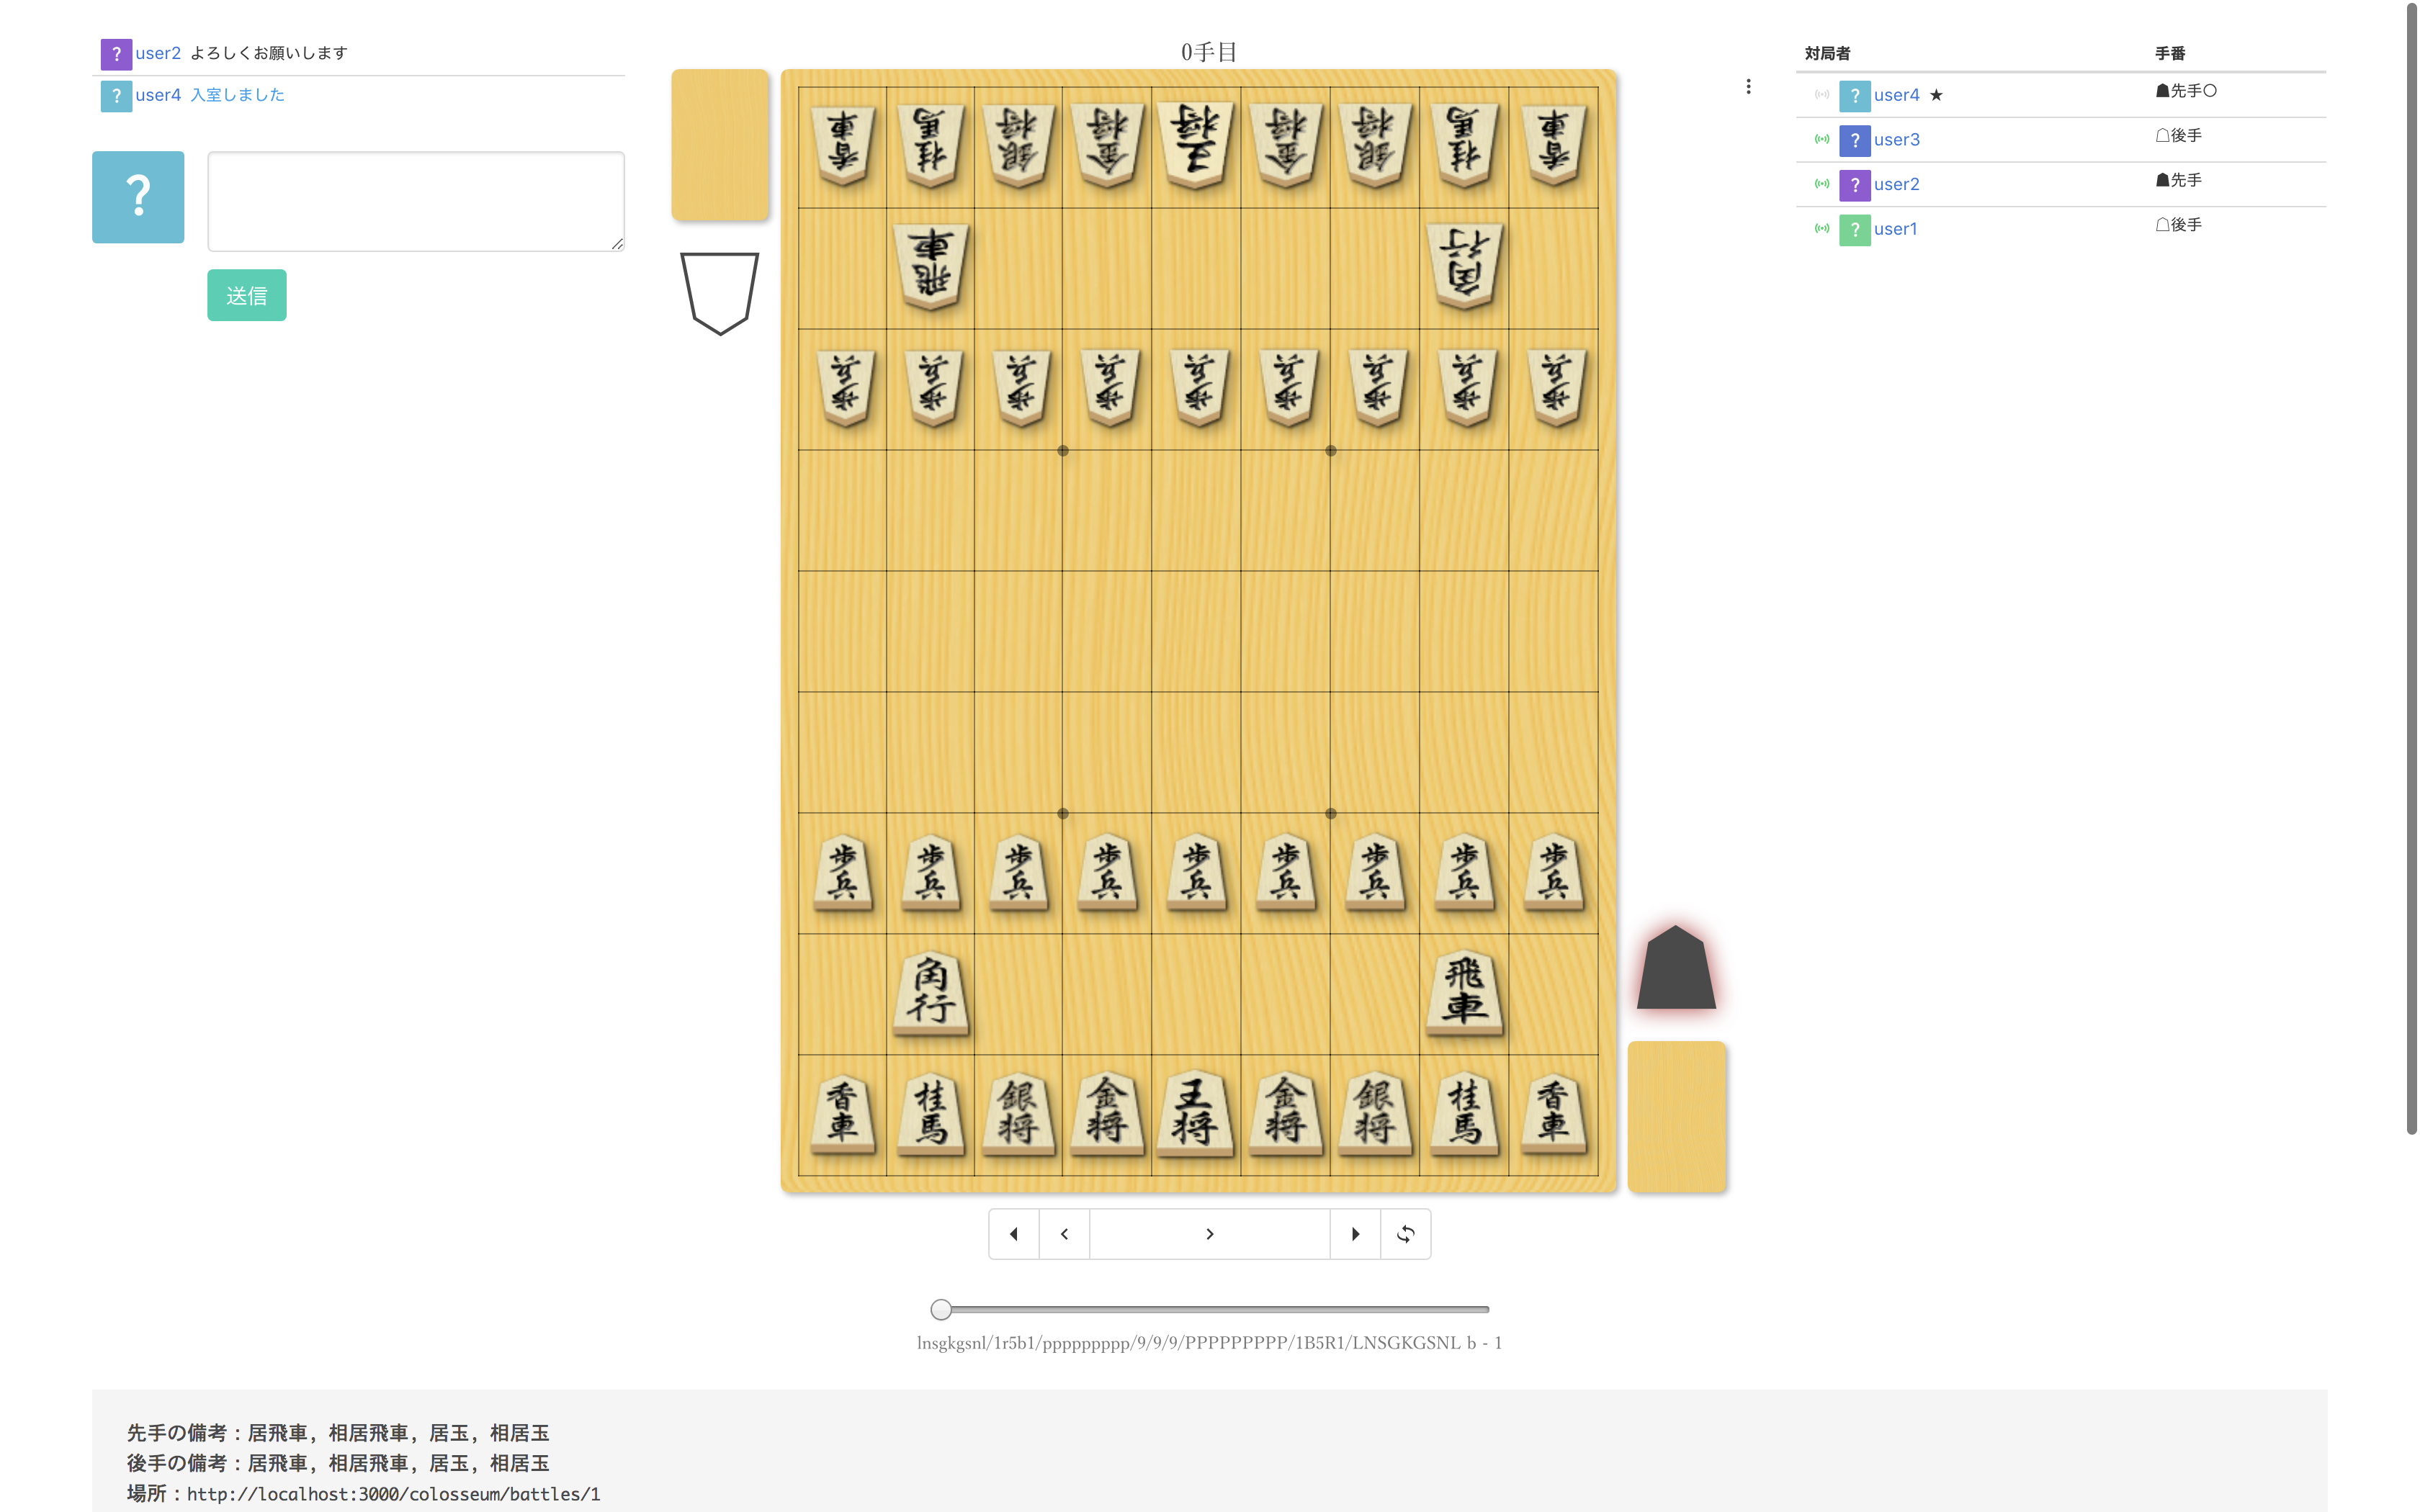 ? user2 よろしくお願いします
? user4 入室しました
?
送信
0手目
香車 桂馬 銀将 金将 王将 金将 銀将 桂馬 香車
飛車 角行
歩兵 歩兵 歩兵 歩兵 歩兵 歩兵 歩兵 歩兵 歩兵
歩兵 歩兵 歩兵 歩兵 歩兵 歩兵 歩兵 歩兵 歩兵
角行 飛車
香車 桂馬 銀将 金将 王将 金将 銀将 桂馬 香車
lnsgkgsnl/1r5b1/ppppppppp/9/9/9/PPPPPPPPP/1B5R1/LNSGKGSNL b - 1
対局者 手番
? user4 ★ ☗先手○
? user3 ☖後手
? user2 ☗先手
? user1 ☖後手
先手の備考：居飛車, 相居飛車, 居玉, 相居玉
後手の備考：居飛車, 相居飛車, 居玉, 相居玉
場所：http://localhost:3000/colosseum/battles/1